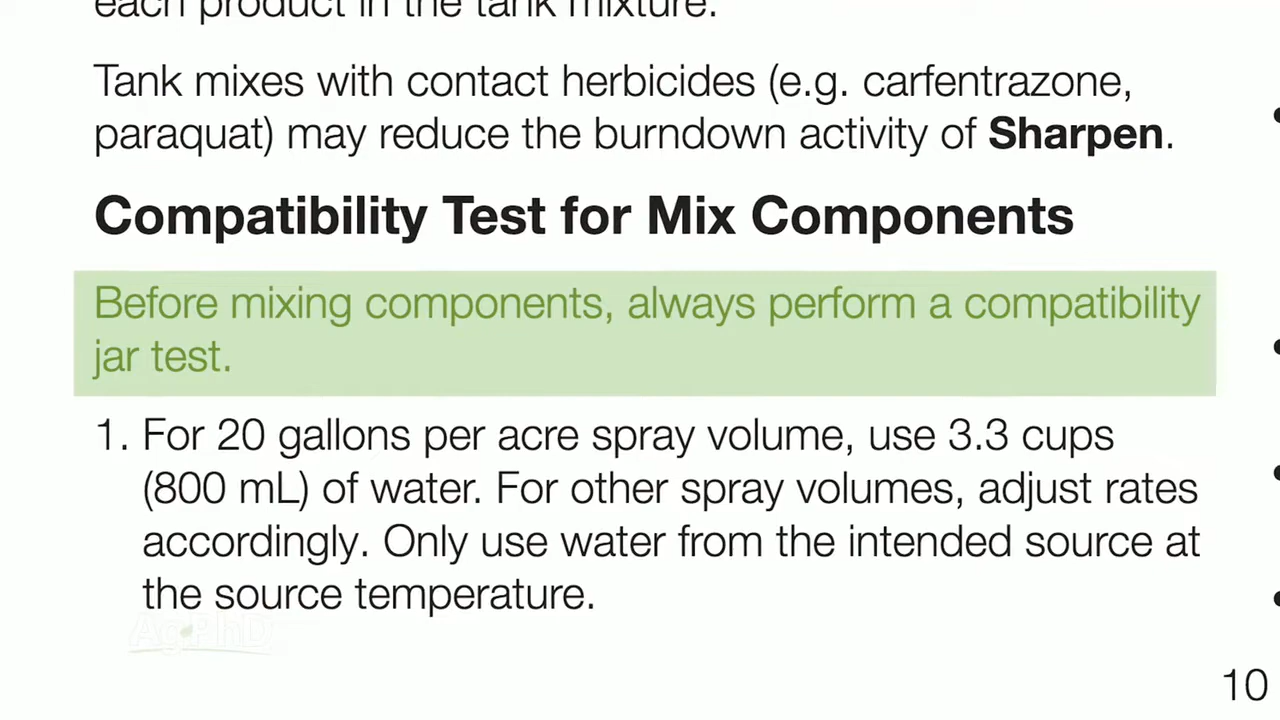 each product in the tank mixture.
Tank mixes with contact herbicides (e.g. carfentrazone,
paraquat) may reduce the burndown activity of Sharpen.
Compatibility Test for Mix Components
Before mixing components, always perform a compatibility
jar test.
1. For 20 gallons per acre spray volume, use 3.3 cups
(800 mL) of water. For other spray volumes, adjust rates
accordingly. Only use water from the intended source at
the source temperature.
AgPhD
10